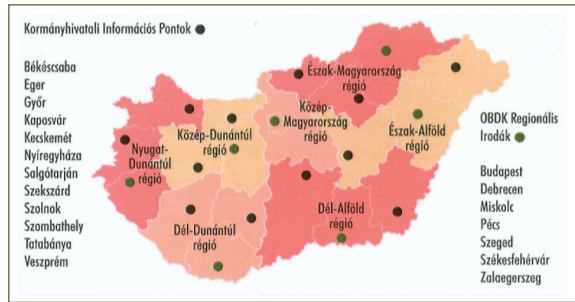 Kormányhivatali Információs Pontok
Békéscsaba
Eger
Győr
Kaposvár
Kecskemét
Nyíregyháza
Salgótarján
Szekszárd
Szolnok
Szombathely
Tatabánya
Veszprém
Észak-Magyarország
régió
Közép-
Magyarország
régió
Észak-Alföld
régió
Közép-Dunántúl
régió
Nyugat-
Dunántúl
régió
Dél-Dunántúl
régió
Dél-Alföld
régió
OBDK Regionális
Irodák
Budapest
Debrecen
Miskolc
Pécs
Szeged
Székesfehérvár
Zalaegerszeg